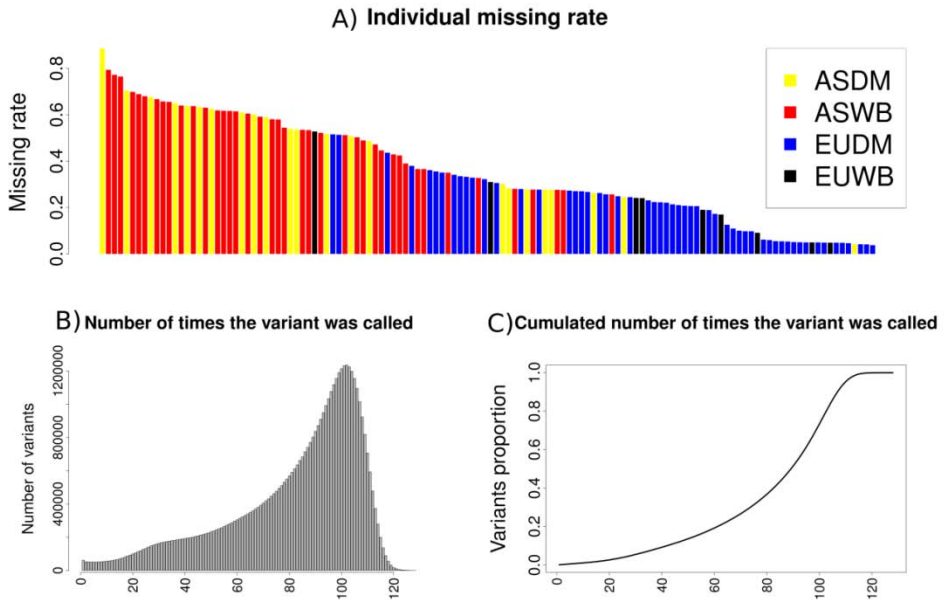 A) Individual missing rate
Missing rate
0.0 0.2 0.4 0.6 0.8
ASDM
ASWB
EUDM
EUWB
B) Number of times the variant was called
Number of variants
0 400000 800000 1200000
0 20 40 60 80 100 120
C) Cumulated number of times the variant was called
Variants proportion
0.0 0.2 0.4 0.6 0.8 1.0
0 20 40 60 80 100 120